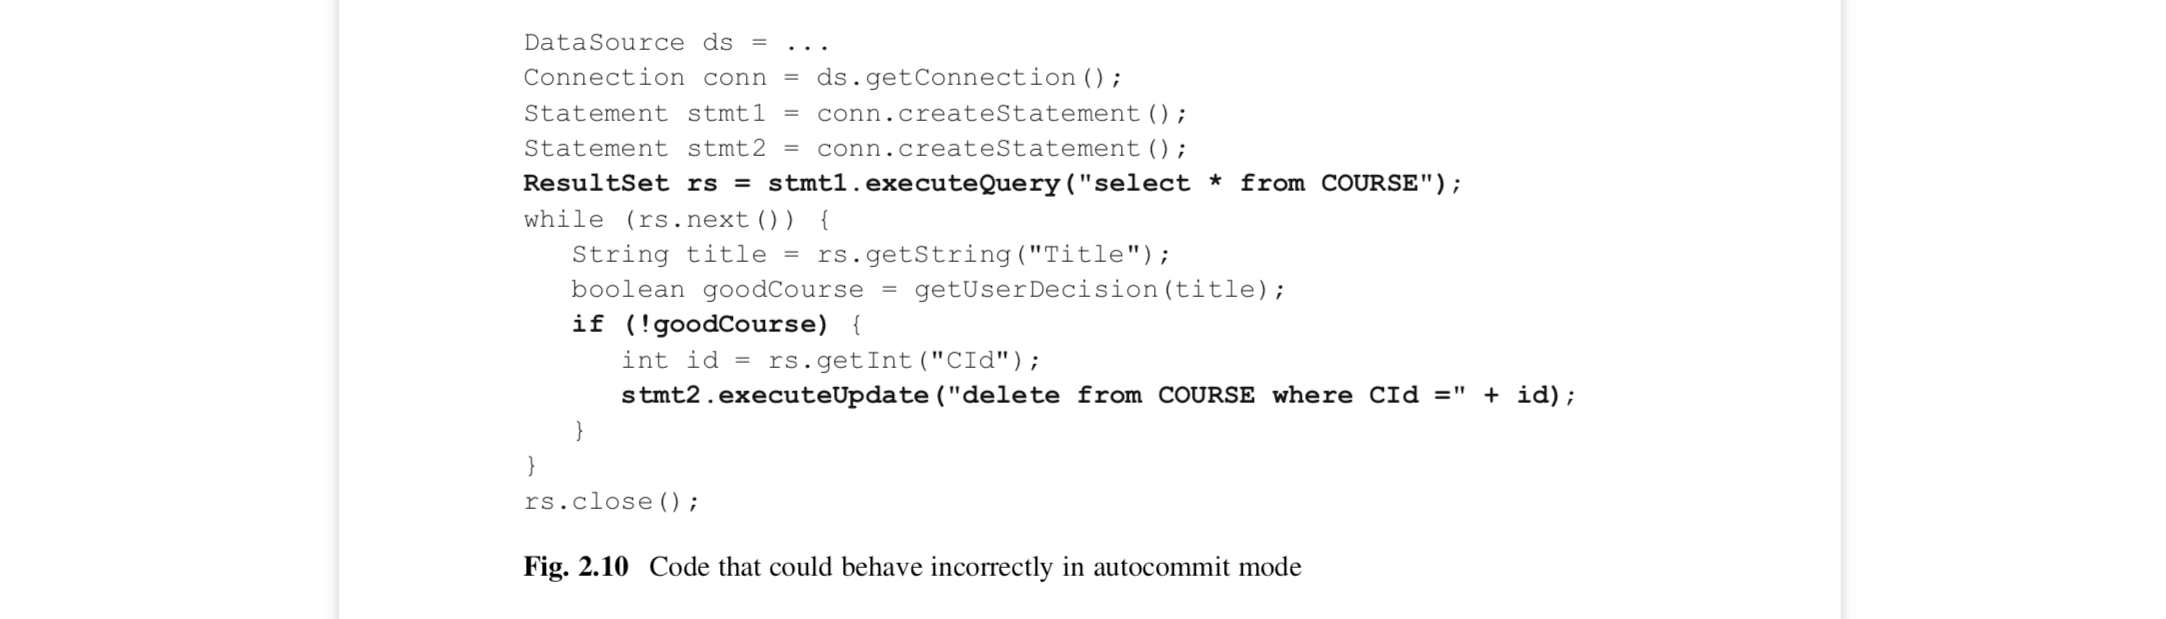 DataSource ds = ...
Connection conn = ds.getConnection();
Statement stmt1 = conn.createStatement();
Statement stmt2 = conn.createStatement();
ResultSet rs = stmt1.executeQuery("select * from COURSE");
while (rs.next()) {
   String title = rs.getString("Title");
   boolean goodCourse = getUserDecision(title);
   if (!goodCourse) {
      int id = rs.getInt("CId");
      stmt2.executeUpdate("delete from COURSE where CId =" + id);
   }
}
rs.close();
Fig. 2.10 Code that could behave incorrectly in autocommit mode